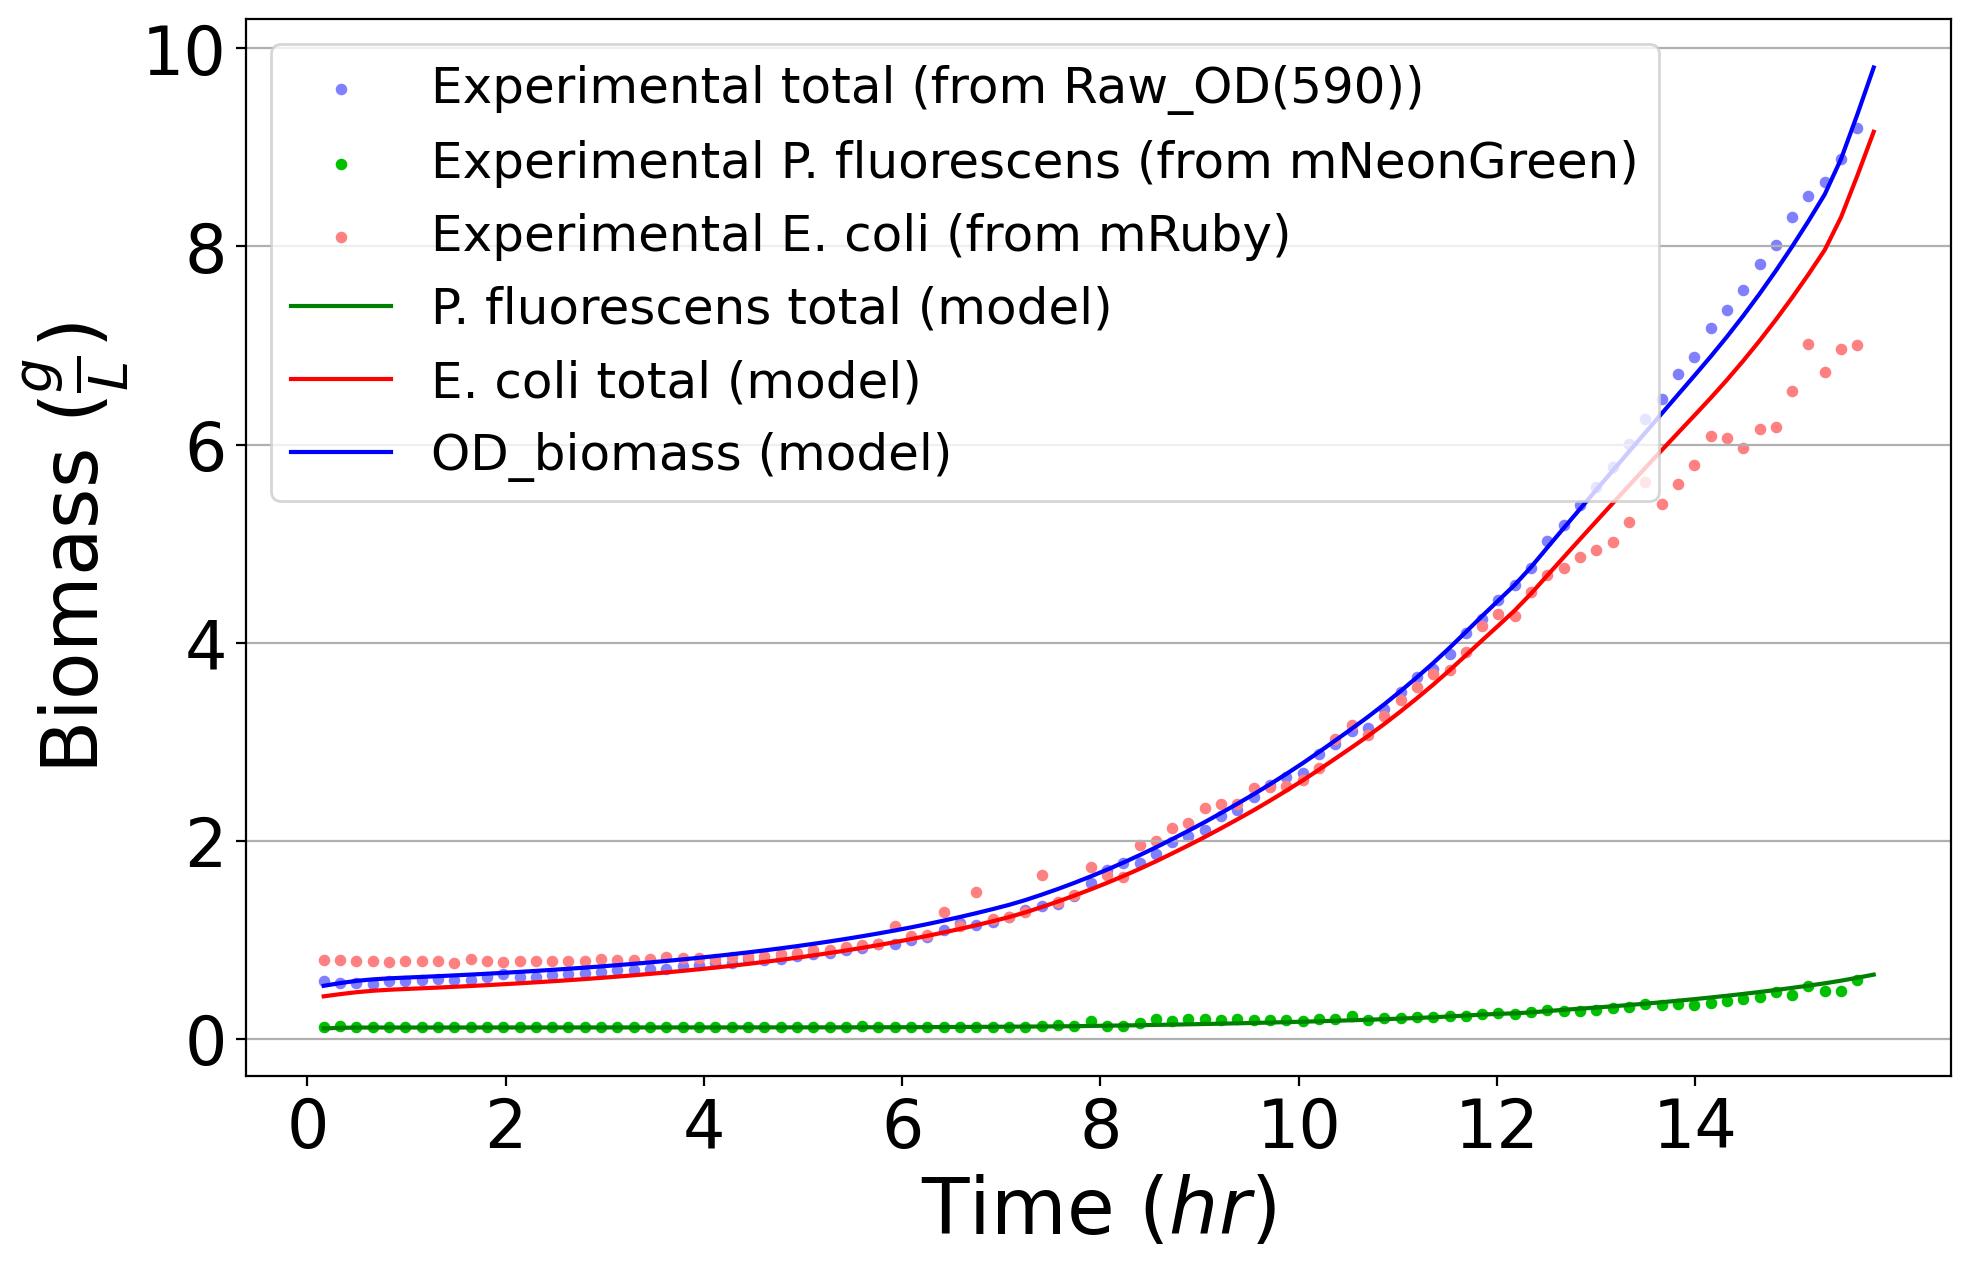 10
8
6
4
2
0
Biomass (g/L)
Experimental total (from Raw_OD(590))
Experimental P. fluorescens (from mNeonGreen)
Experimental E. coli (from mRuby)
P. fluorescens total (model)
E. coli total (model)
OD_biomass (model)
0 2 4 6 8 10 12 14
Time (hr)